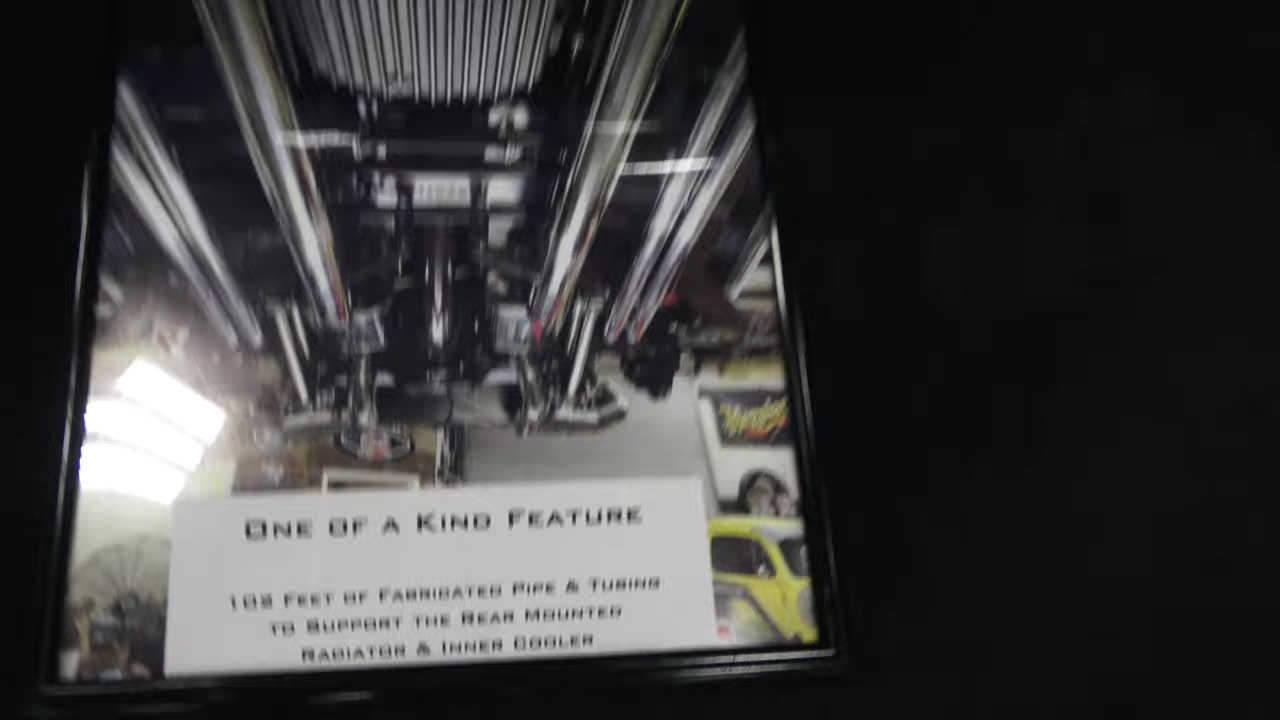 ONE OF A KIND FEATURE
102 FEET OF FABRICATED PIPE & TUBING
TO SUPPORT THE REAR MOUNTED
RADIATOR & INNER COOLER